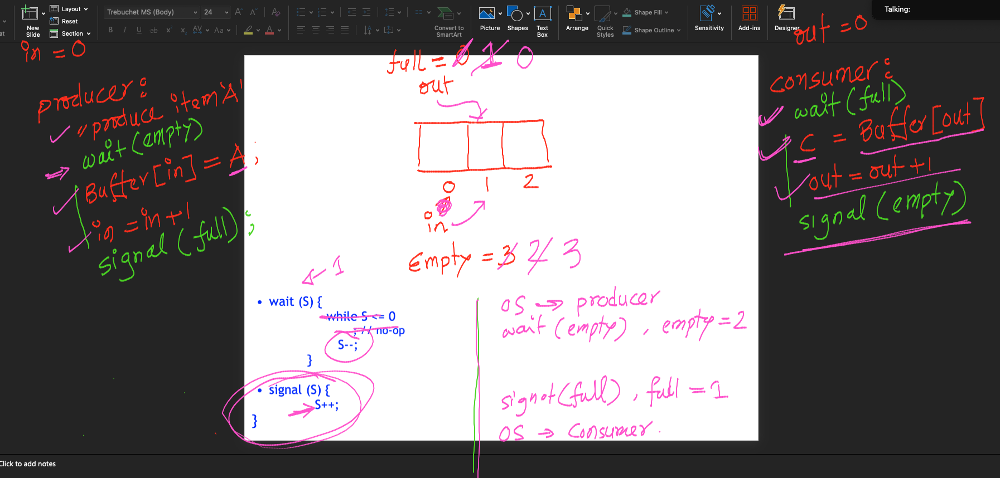 Layout
Reset
Section
New Slide
Trebuchet MS (Body) 24
Convert to SmartArt
Picture
Shapes
Text Box
Arrange
Quick Styles
Shape Fill
Shape Outline
Sensitivity
Add-ins
Designer
Talking:
in = 0
out = 0
full = 0 1 0
out
producer:
"produce item 'A'
wait (empty)
Buffer[in] = A;
in = in+1
signal (full);
0 1 2
in
Empty = 3 2 3
consumer:
wait (full)
C = Buffer[out]
out = out +1
signal (empty)
1
• wait (S) {
while S <= 0
; // no-op
S--;
}
• signal (S) {
S++;
}
OS → producer
wait (empty), empty = 2
signal(full), full = 1
OS → Consumer.
Click to add notes